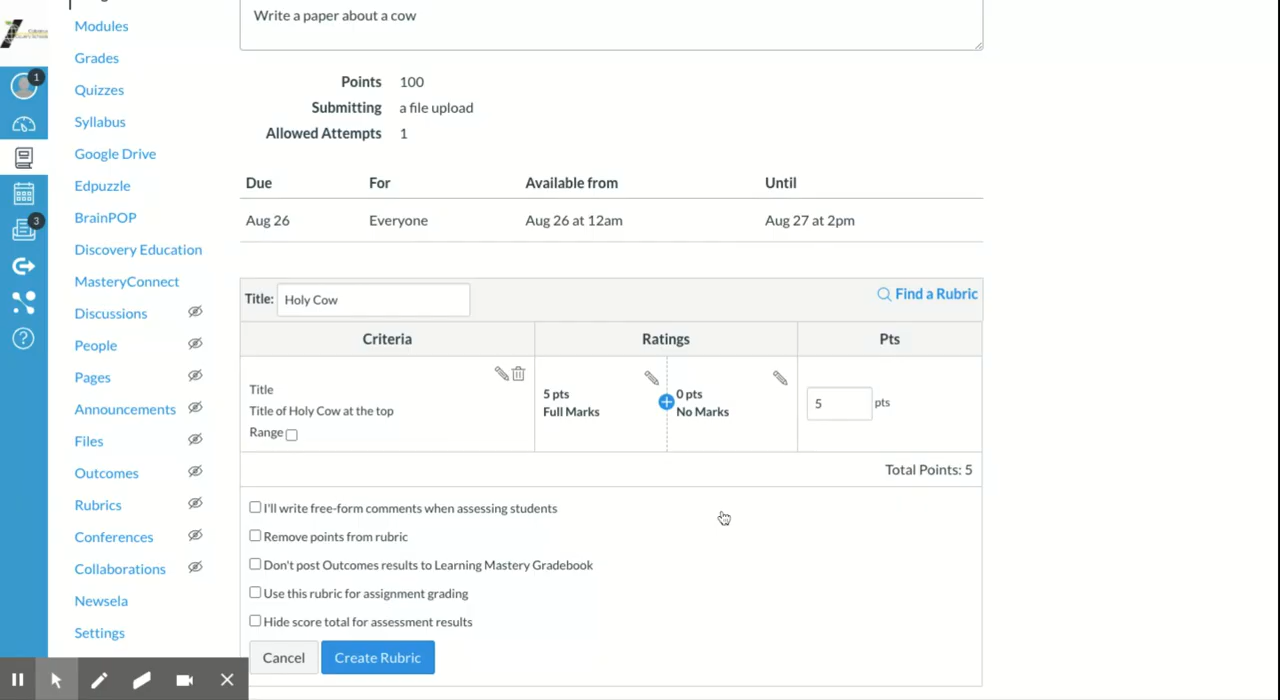 Write a paper about a cow
Modules
Grades
Quizzes
Syllabus
Google Drive
Edpuzzle
BrainPOP
Discovery Education
MasteryConnect
Discussions
People
Pages
Announcements
Files
Outcomes
Rubrics
Conferences
Collaborations
Newsela
Settings
1
3
Points 100
Submitting a file upload
Allowed Attempts 1
Due For Available from Until
Aug 26 Everyone Aug 26 at 12am Aug 27 at 2pm
Title: Holy Cow Find a Rubric
Criteria Ratings Pts
Title
Title of Holy Cow at the top
Range
5 pts
Full Marks
0 pts
No Marks
5 pts
Total Points: 5
I'll write free-form comments when assessing students
Remove points from rubric
Don't post Outcomes results to Learning Mastery Gradebook
Use this rubric for assignment grading
Hide score total for assessment results
Cancel Create Rubric